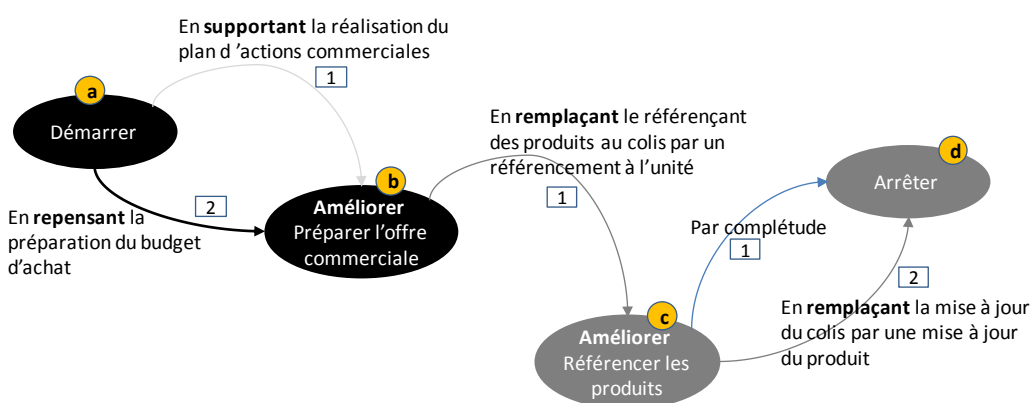 En supportant la réalisation du
plan d ’actions commerciales
1
a
Démarrer
En remplaçant le référençant
des produits au colis par un
référencement à l’unité
1
d
Arrêter
b
Améliorer
Préparer l’offre
commerciale
2
En repensant la
préparation du budget
d’achat
Par complétude
1
2
En remplaçant la mise à jour
du colis par une mise à jour
du produit
c
Améliorer
Référencer les
produits